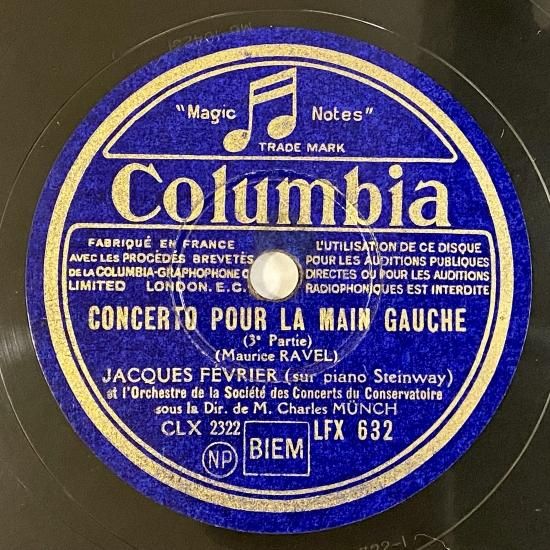 "Magic Notes"
TRADE MARK
Columbia
FABRIQUÉ EN FRANCE
AVEC LES PROCÉDÉS BREVETÉS
DE LA COLUMBIA-GRAPHOPHONE C
LIMITED LONDON. E.C.
L'UTILISATION DE CE DISQUE
POUR LES AUDITIONS PUBLIQUES
DIRECTES OU POUR LES AUDITIONS
RADIOPHONIQUES EST INTERDITE
CONCERTO POUR LA MAIN GAUCHE
(3e Partie)
(Maurice RAVEL)
JACQUES FÉVRIER (sur piano Steinway)
et l'Orchestre de la Société des Concerts du Conservatoire
sous la Dir. de M. Charles MÜNCH
CLX 2322 LFX 632
NP BIEM